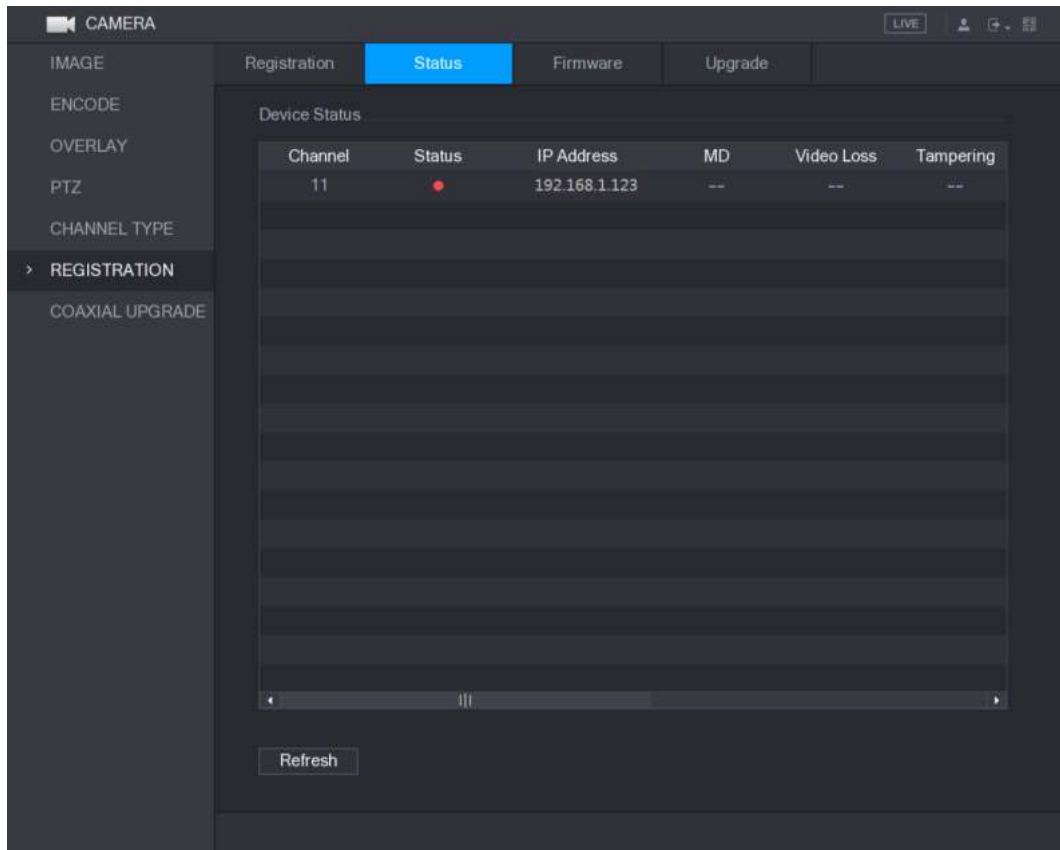 CAMERA
LIVE
IMAGE
ENCODE
OVERLAY
PTZ
CHANNEL TYPE
REGISTRATION
COAXIAL UPGRADE
Registration Status Firmware Upgrade
Device Status
Channel Status IP Address MD Video Loss Tampering
11 192.168.1.123 -- -- --
Refresh